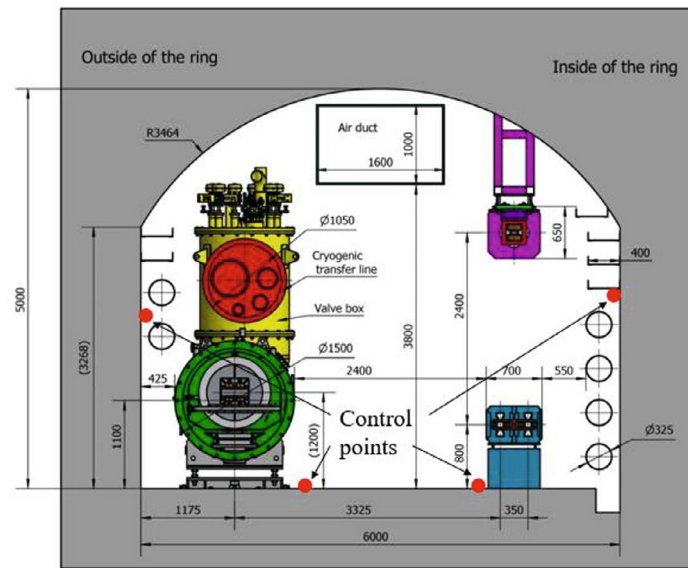 Outside of the ring
Inside of the ring
R3464
Air duct
1000
1600
Ø1050
Cryogenic
transfer line
Valve box
Ø1500
650
400
5000
(3268)
2400
3800
425
2400
700
550
1100
(1200)
Control
points
800
Ø325
1175
3325
350
6000